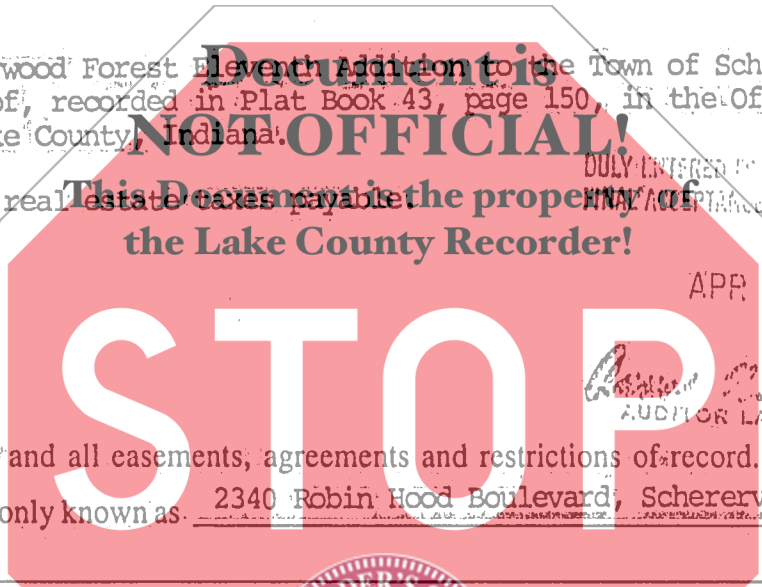 wood Forest Eleventh Addition to the Town of Sch
of, recorded in Plat Book 43, page 150, in the Of
ke County, Indiana.
Document is
NOT OFFICIAL!
This Document is the property of
the Lake County Recorder!
real estate taxes payable.
DULY ENTERED
APR
AUDITOR LA
STOP
and all easements, agreements and restrictions of record.
only known as 2340 Robin Hood Boulevard, Scherer